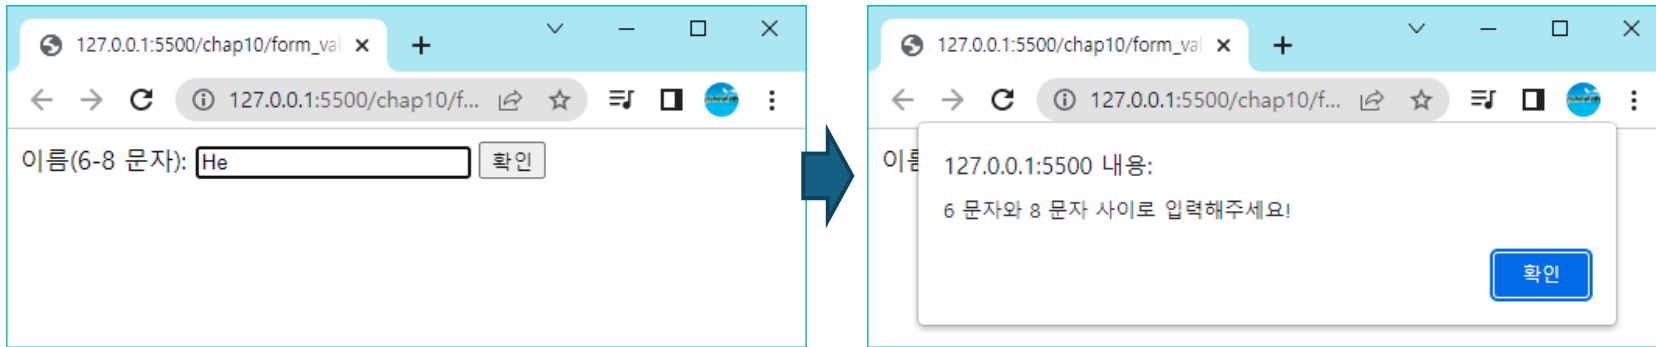 127.0.0.1:5500/chap10/form_val
127.0.0.1:5500/chap10/f...
이름(6-8 문자): He 확인
127.0.0.1:5500/chap10/form_val
127.0.0.1:5500/chap10/f...
이름
127.0.0.1:5500 내용:
6 문자와 8 문자 사이로 입력해주세요!
확인